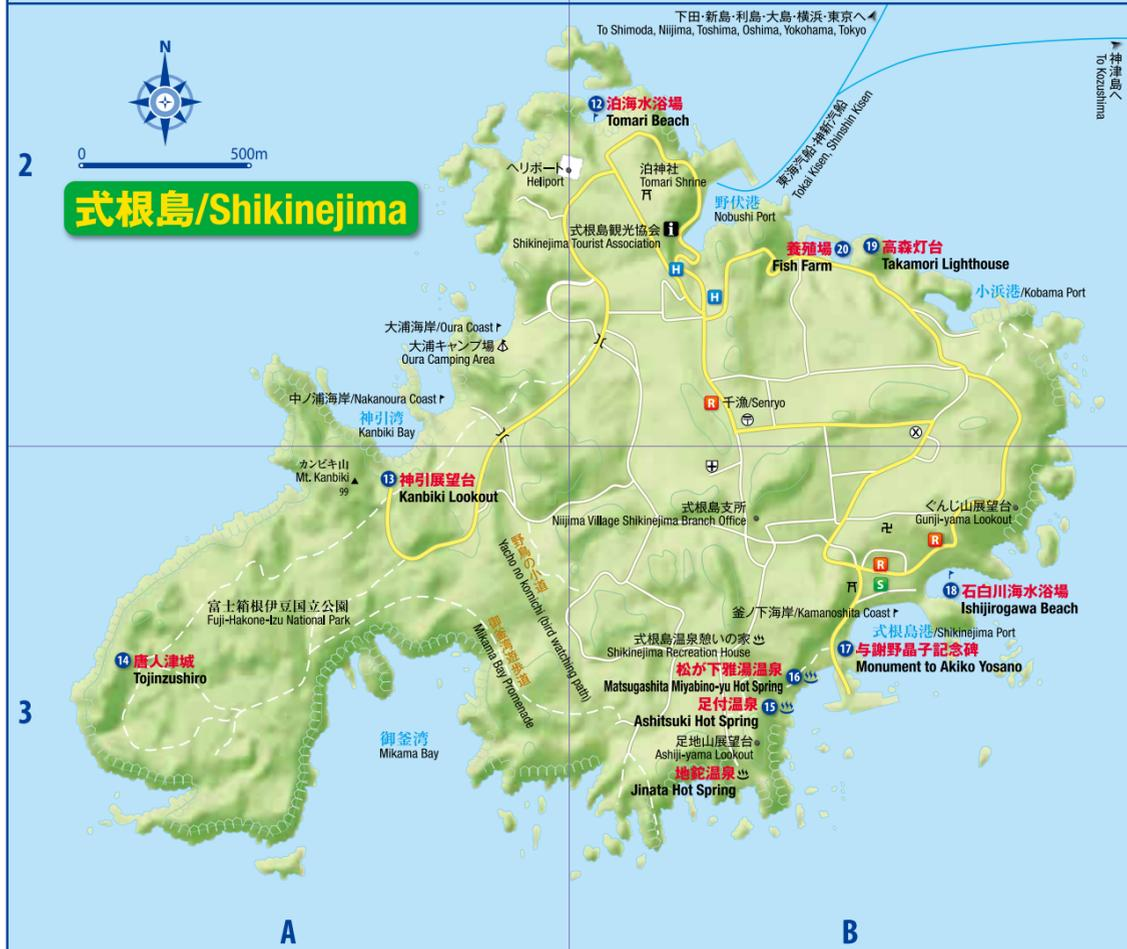 下田・新島・利島・大島・横浜・東京へ
To Shimoda, Niijima, Toshima, Oshima, Yokohama, Tokyo
神津島へ
To Kozushima
N
12 泊海水浴場
Tomari Beach
東海汽船・神新汽船
Tokai Kisen, Shinshin Kisen
2
0 500m
ヘリポート
Heliport
泊神社
Tomari Shrine
式根島/Shikinejima
野伏港
Nobushi Port
式根島観光協会 i
Shikinejima Tourist Association
養殖場 20
Fish Farm
19 高森灯台
Takamori Lighthouse
H
H
小浜港/Kobama Port
大浦海岸/Oura Coast
大浦キャンプ場
Oura Camping Area
中ノ浦海岸/Nakanoura Coast
神引湾
Kanbiki Bay
R 千漁/Senryo
カンビキ山
Mt. Kanbiki
99
13 神引展望台
Kanbiki Lookout
式根島支所
Niijima Village Shikinejima Branch Office
ぐんじ山展望台
Gunji-yama Lookout
R
R
S
野鳥の小道
Yacho no komichi (bird watching path)
18 石白川海水浴場
Ishijirogawa Beach
富士箱根伊豆国立公園
Fuji-Hakone-Izu National Park
御釜湾遊歩道
Mikama Bay Promenade
釜ノ下海岸/Kamanoshita Coast
式根島港/Shikinejima Port
式根島温泉憩いの家
Shikinejima Recreation House
17 与謝野晶子記念碑
Monument to Akiko Yosano
14 唐人津城
Tojinzushiro
松が下雅湯温泉 16
Matsugashita Miyabino-yu Hot Spring
足付温泉 15
Ashitsuki Hot Spring
3
御釜湾
Mikama Bay
足地山展望台
Ashiji-yama Lookout
地鉈温泉
Jinata Hot Spring
A
B